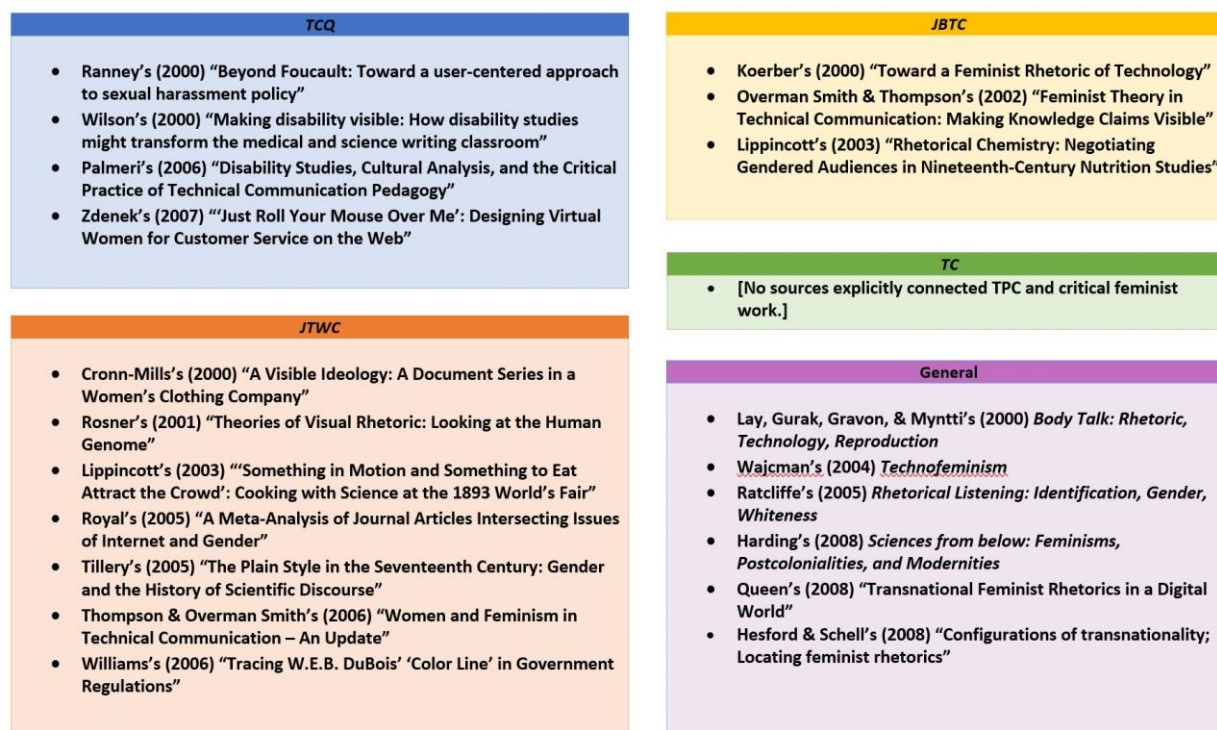 TCQ
• Ranney’s (2000) “Beyond Foucault: Toward a user-centered approach
to sexual harassment policy”
• Wilson’s (2000) “Making disability visible: How disability studies
might transform the medical and science writing classroom”
• Palmeri’s (2006) “Disability Studies, Cultural Analysis, and the Critical
Practice of Technical Communication Pedagogy”
• Zdenek’s (2007) “‘Just Roll Your Mouse Over Me’: Designing Virtual
Women for Customer Service on the Web”
JTWC
• Cronn-Mills’s (2000) “A Visible Ideology: A Document Series in a
Women’s Clothing Company”
• Rosner’s (2001) “Theories of Visual Rhetoric: Looking at the Human
Genome”
• Lippincott’s (2003) “‘Something in Motion and Something to Eat
Attract the Crowd’: Cooking with Science at the 1893 World’s Fair”
• Royal’s (2005) “A Meta-Analysis of Journal Articles Intersecting Issues
of Internet and Gender”
• Tillery’s (2005) “The Plain Style in the Seventeenth Century: Gender
and the History of Scientific Discourse”
• Thompson & Overman Smith’s (2006) “Women and Feminism in
Technical Communication – An Update”
• Williams’s (2006) “Tracing W.E.B. DuBois’ ‘Color Line’ in Government
Regulations”
JBTC
• Koerber’s (2000) “Toward a Feminist Rhetoric of Technology”
• Overman Smith & Thompson’s (2002) “Feminist Theory in
Technical Communication: Making Knowledge Claims Visible”
• Lippincott’s (2003) “Rhetorical Chemistry: Negotiating
Gendered Audiences in Nineteenth-Century Nutrition Studies”
TC
• [No sources explicitly connected TPC and critical feminist
work.]
General
• Lay, Gurak, Gravon, & Myntti’s (2000) Body Talk: Rhetoric,
Technology, Reproduction
• Wajcman’s (2004) Technofeminism
• Ratcliffe’s (2005) Rhetorical Listening: Identification, Gender,
Whiteness
• Harding’s (2008) Sciences from below: Feminisms,
Postcolonialities, and Modernities
• Queen’s (2008) “Transnational Feminist Rhetorics in a Digital
World”
• Hesford & Schell’s (2008) “Configurations of transnationality;
Locating feminist rhetorics”